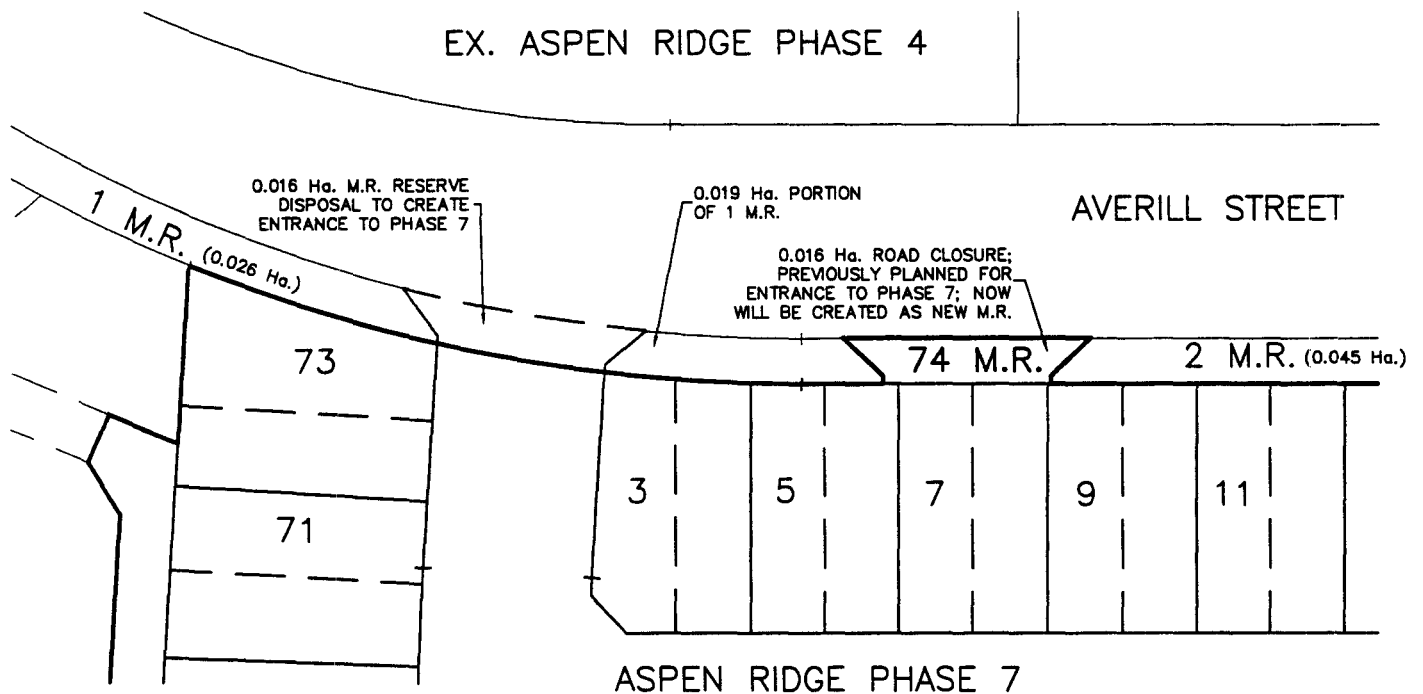 EX. ASPEN RIDGE PHASE 4
0.016 Ha. M.R. RESERVE
DISPOSAL TO CREATE
ENTRANCE TO PHASE 7
0.019 Ha. PORTION
OF 1 M.R.
AVERILL STREET
1 M.R. (0.026 Ha.)
0.016 Ha. ROAD CLOSURE;
PREVIOUSLY PLANNED FOR
ENTRANCE TO PHASE 7; NOW
WILL BE CREATED AS NEW M.R.
73
74 M.R.
2 M.R. (0.045 Ha.)
71
3
5
7
9
11
ASPEN RIDGE PHASE 7